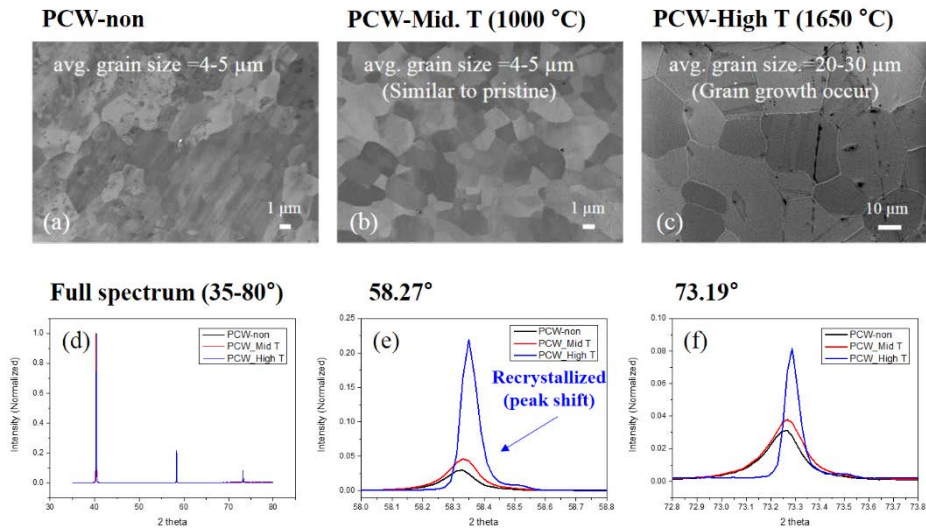 PCW-non
PCW-Mid. T (1000 °C)
PCW-High T (1650 °C)
avg. grain size =4-5 μm
(a)
1 μm
avg. grain size =4-5 μm
(Similar to pristine)
(b)
1 μm
avg. grain size.=20-30 μm
(Grain growth occur)
(c)
10 μm
Full spectrum (35-80°)
58.27°
73.19°
(d)
PCW-non
PCW_Mid T
PCW_High T
Intensity (Normalized)
1.0
0.8
0.6
0.4
0.2
0.0
30 40 50 60 70 80 90
2 theta
(e)
PCW-non
PCW_Mid T
PCW_High T
Recrystallized
(peak shift)
Intensity (Normalized)
0.25
0.20
0.15
0.10
0.05
0.00
58.0 58.1 58.2 58.3 58.4 58.5 58.6 58.7 58.8
2 theta
(f)
PCW-non
PCW_Mid T
PCW_High T
Intensity (Normalized)
0.10
0.08
0.06
0.04
0.02
0.00
72.8 72.9 73.0 73.1 73.2 73.3 73.4 73.5 73.6 73.7 73.8
2 theta